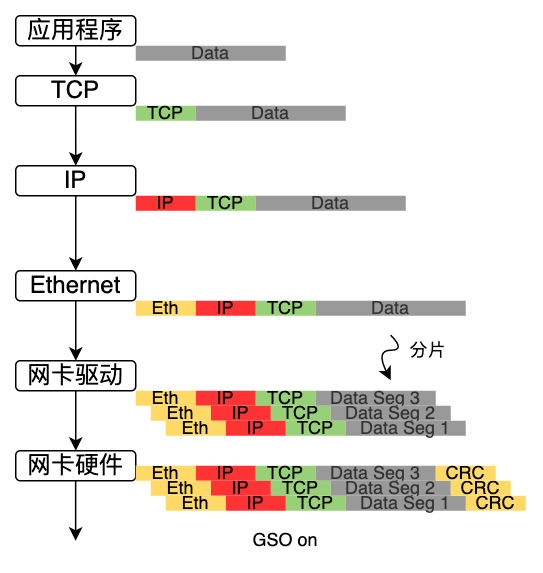 应用程序
Data
TCP
TCP Data
IP
IP TCP Data
Ethernet
Eth IP TCP Data
分片
网卡驱动
Eth IP TCP Data Seg 3
Eth IP TCP Data Seg 2
Eth IP TCP Data Seg 1
网卡硬件
Eth IP TCP Data Seg 3 CRC
Eth IP TCP Data Seg 2 CRC
Eth IP TCP Data Seg 1 CRC
GSO on